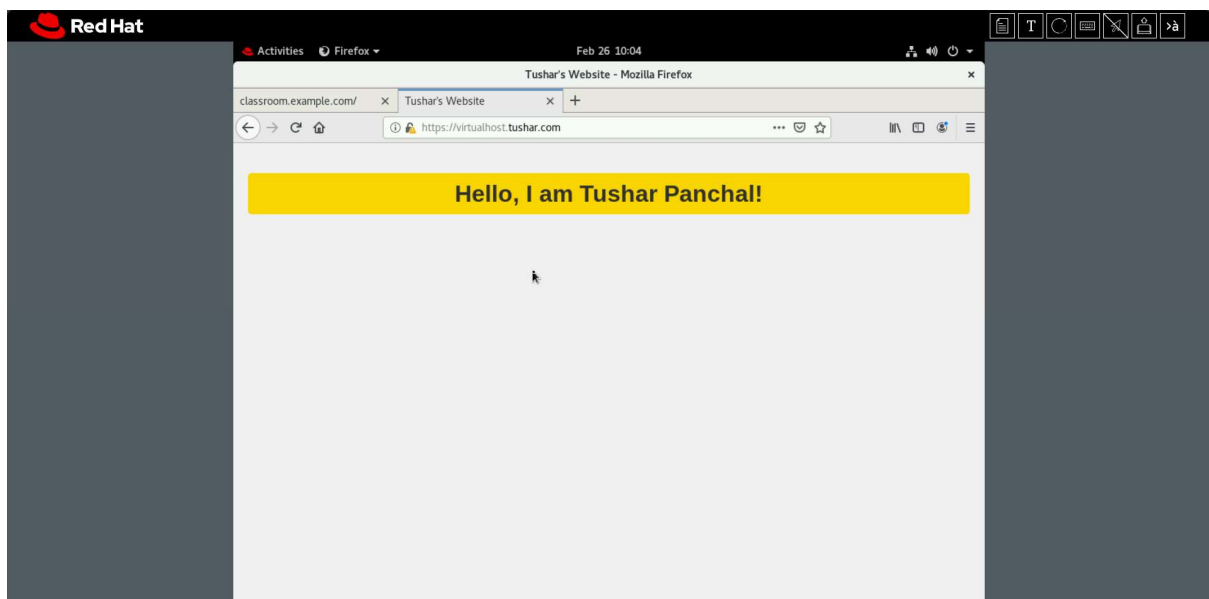 Red Hat
T
›à
Activities Firefox Feb 26 10:04
Tushar's Website - Mozilla Firefox
classroom.example.com/ Tushar's Website
https://virtualhost.tushar.com
Hello, I am Tushar Panchal!